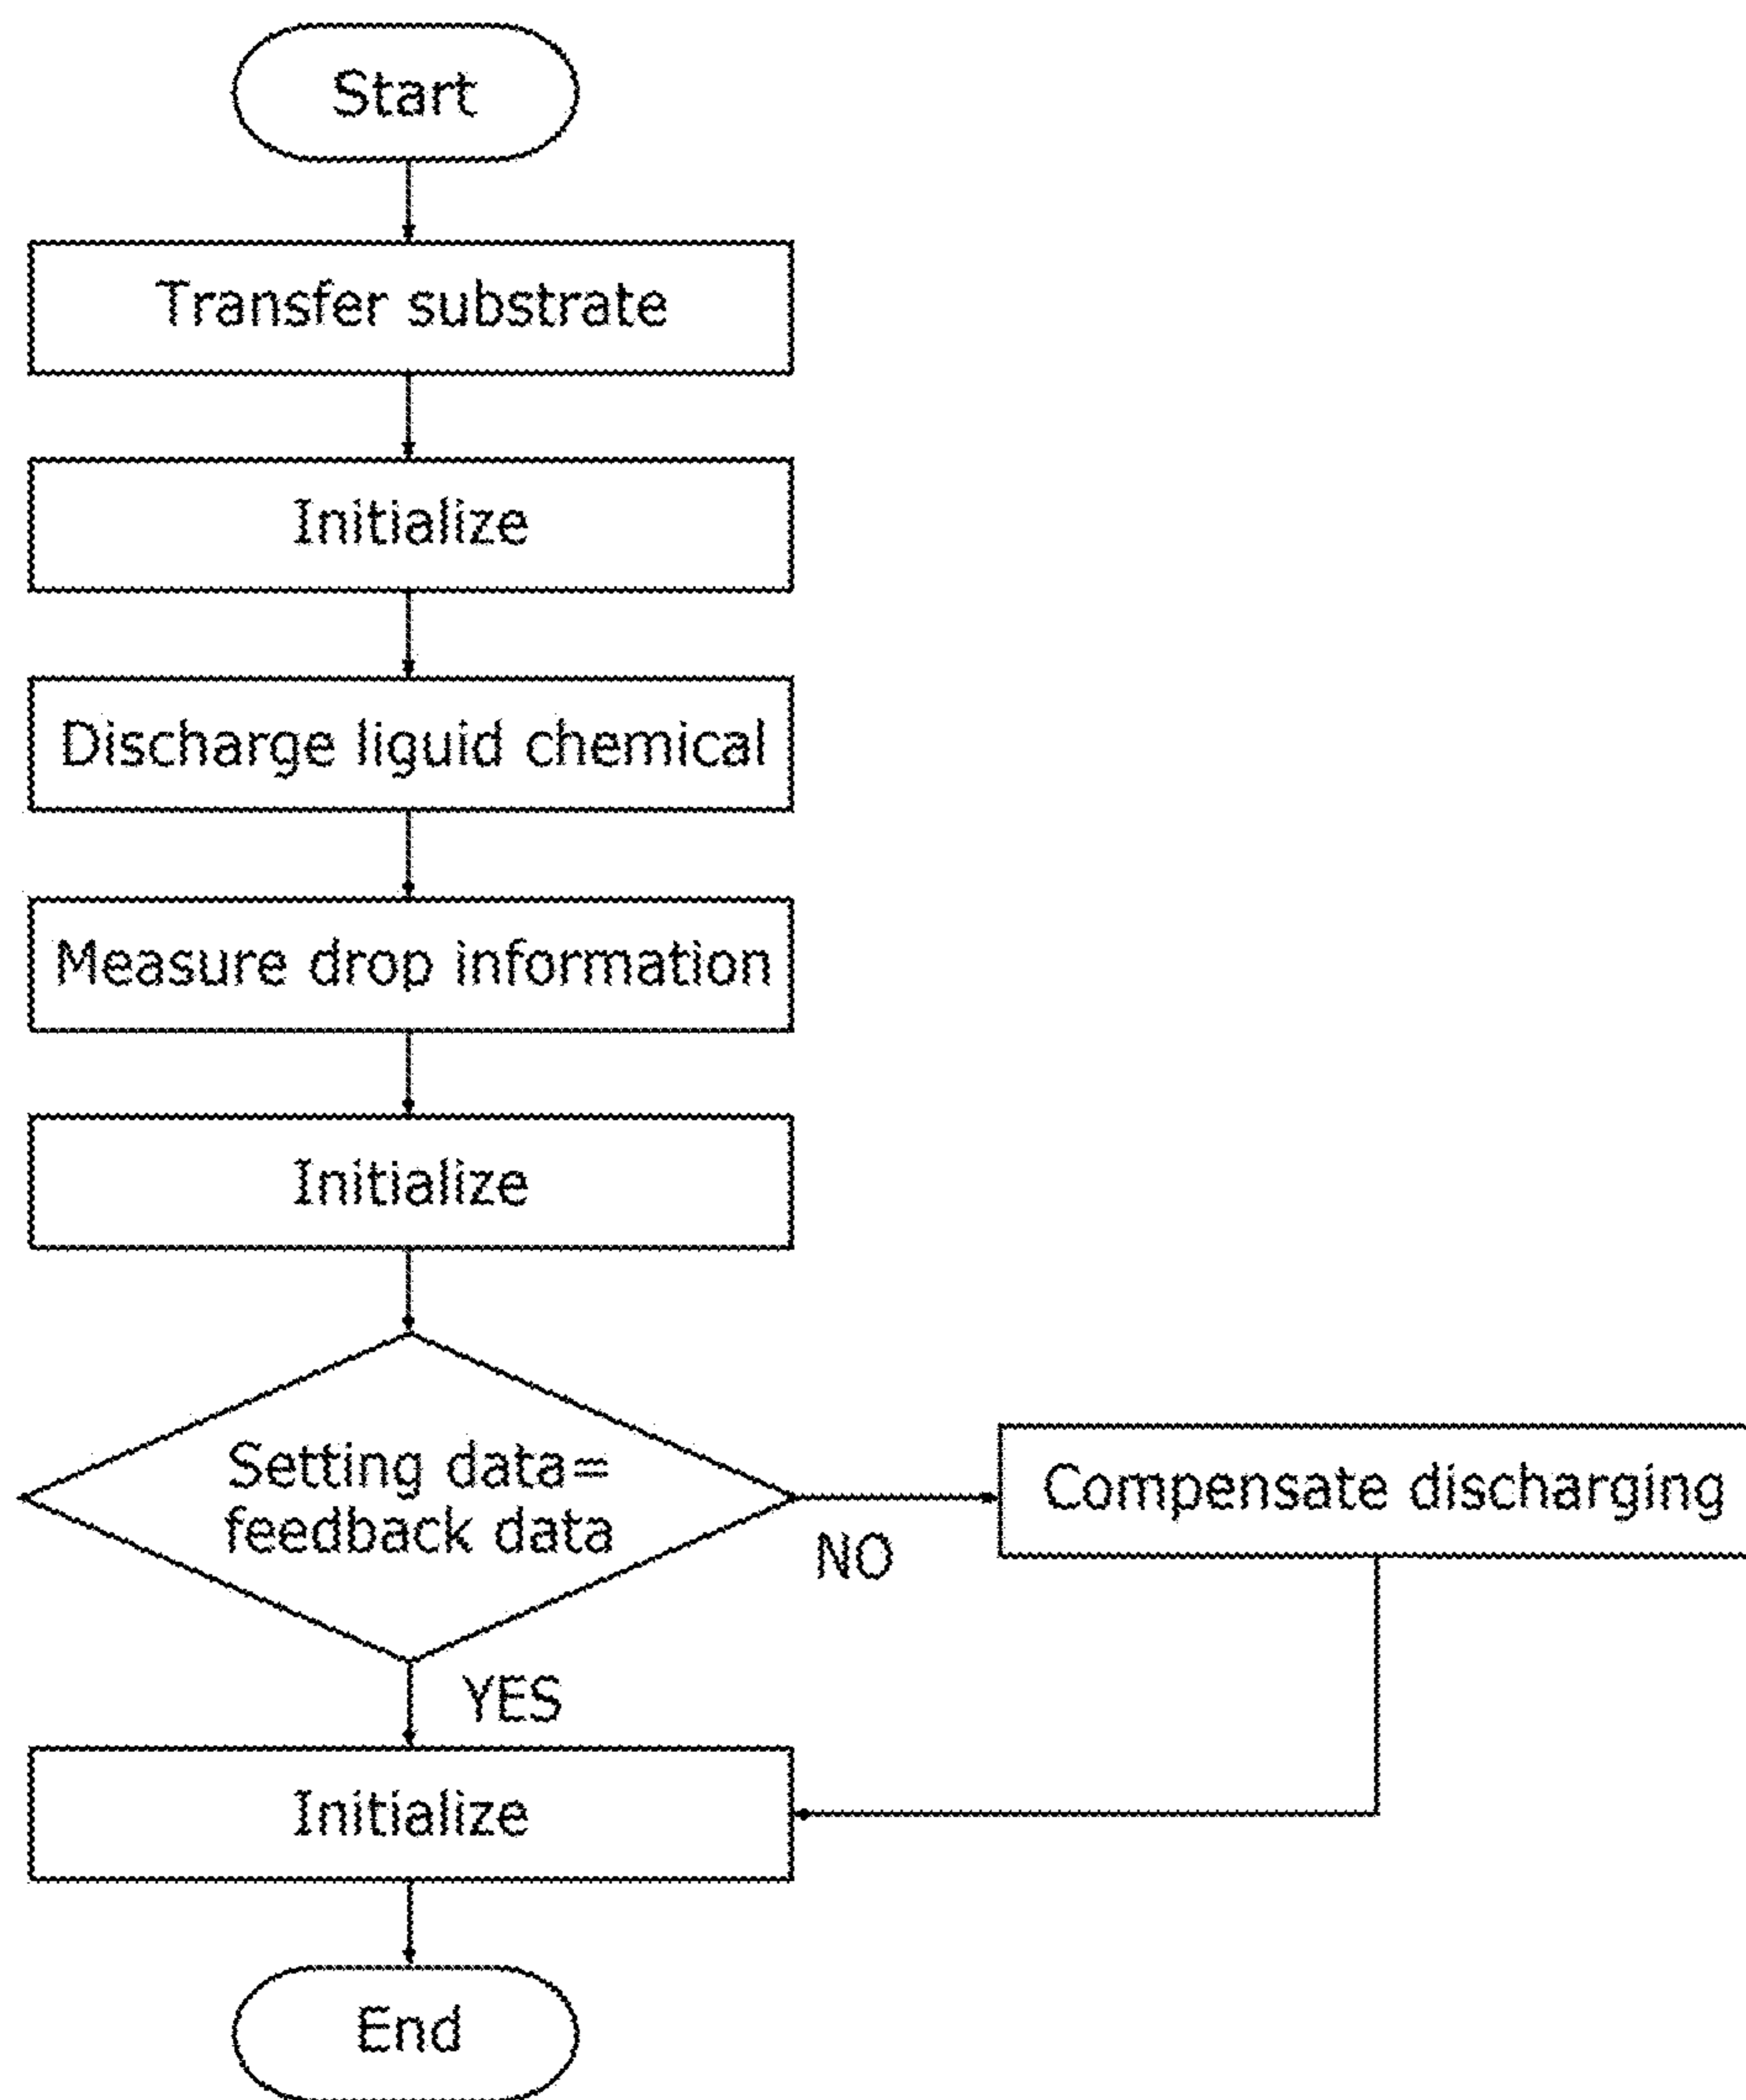 Start
Transfer substrate
Initialize
Discharge liguid chemical
Measure drop information
Initialize
Setting data=
feedback data
NO
Compensate discharging
YES
Initialize
End